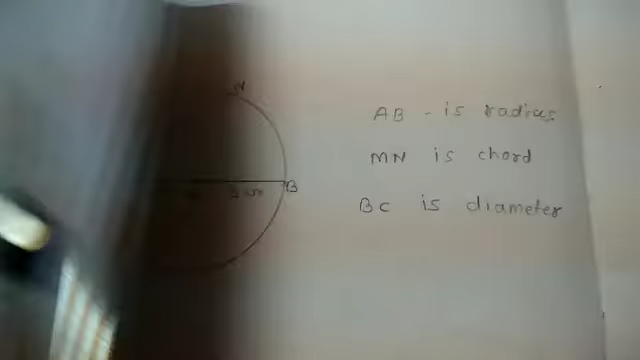 N
AB - is radius
MN is chord
B
BC is diameter